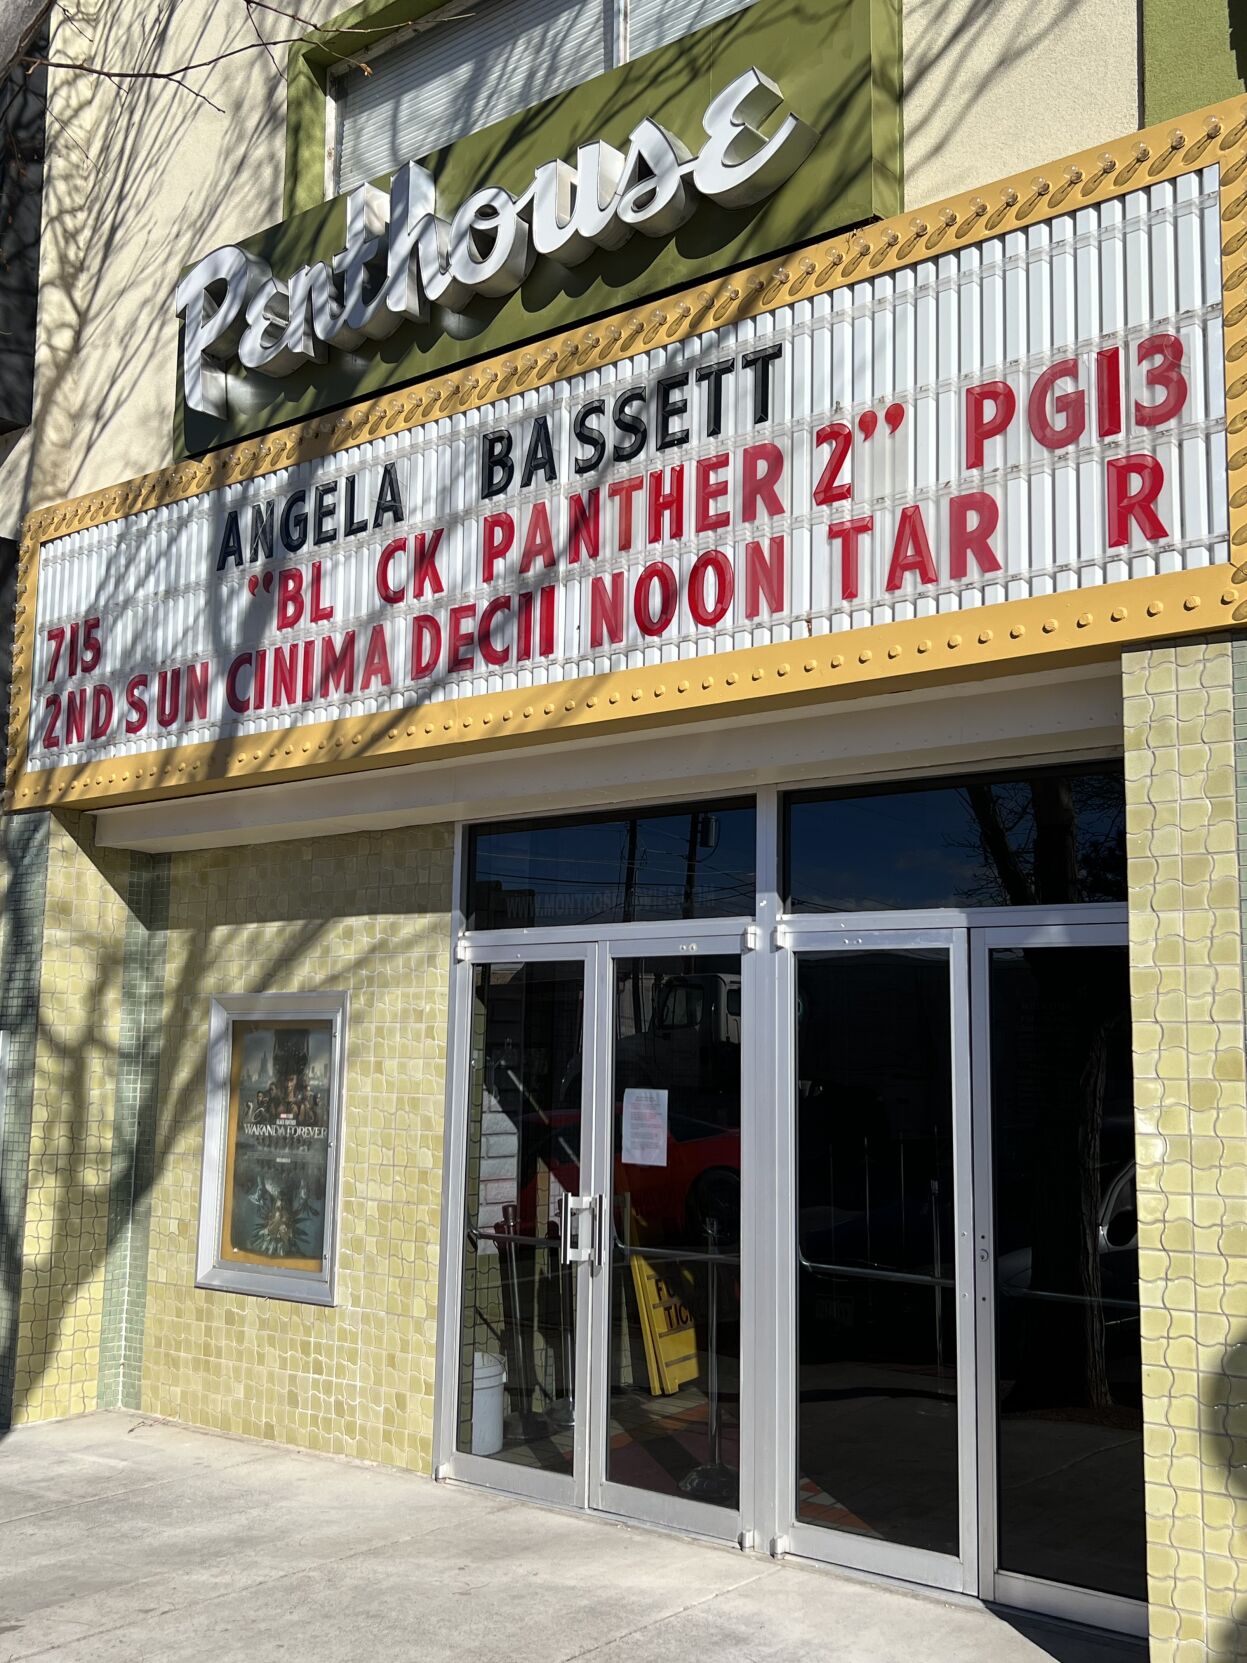 Penthouse
ANGELA BASSETT
"BL CK PANTHER 2" PG13
715
2ND SUN CINIMA DECII NOON TAR R
WAKANDA FOREVER